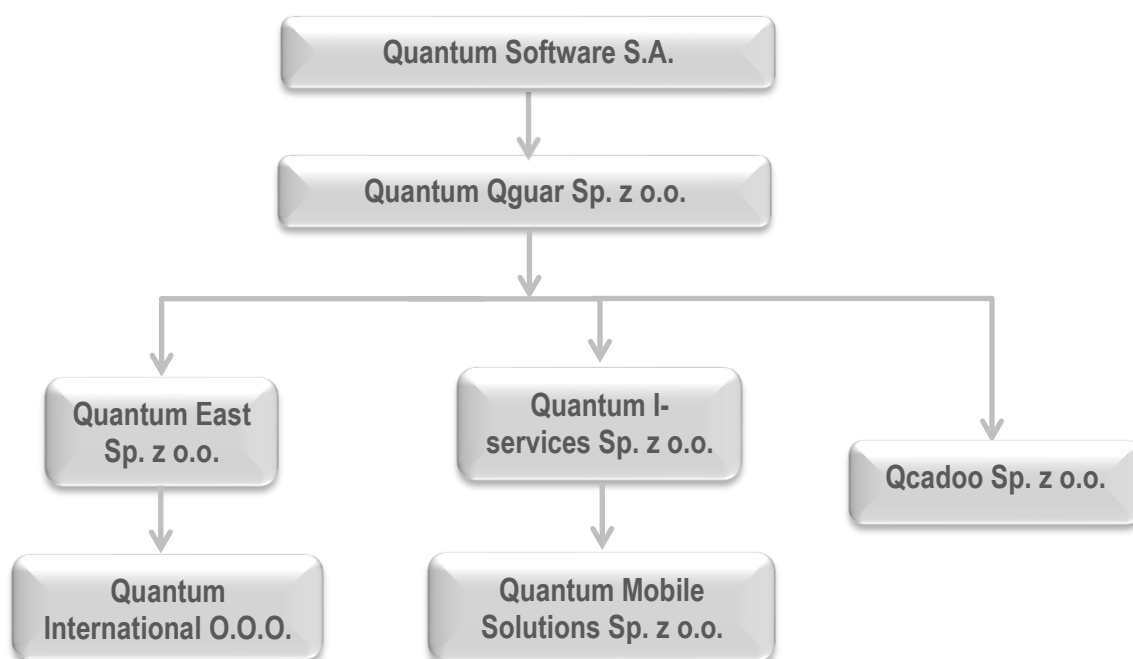 Quantum Software S.A.
Quantum Qguar Sp. z o.o.
Quantum East
Sp. z o.o.
Quantum I-
services Sp. z o.o.
Qcadoo Sp. z o.o.
Quantum
International O.O.O.
Quantum Mobile
Solutions Sp. z o.o.